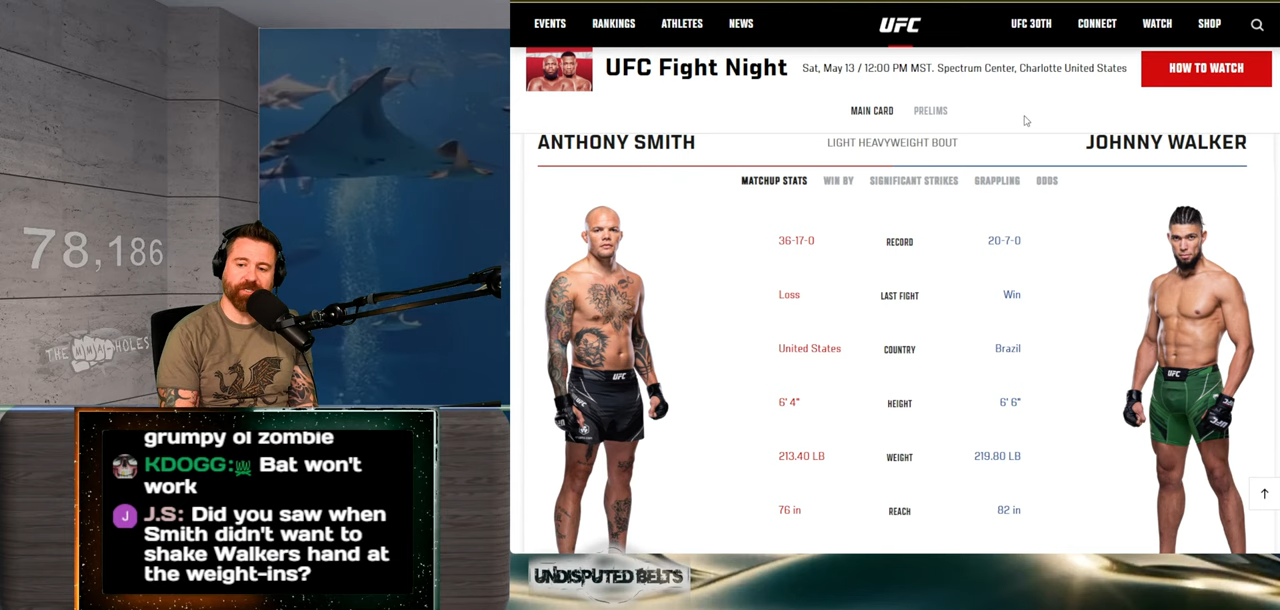 78,186
THE MMA HOLES
grumpy ol zombie
KDOGG: Bat won't
work
J
J.S: Did you saw when
Smith didn't want to
shake Walkers hand at
the weight-ins?
EVENTS RANKINGS ATHLETES NEWS UFC UFC 30TH CONNECT WATCH SHOP
UFC Fight Night Sat, May 13 / 12:00 PM MST. Spectrum Center, Charlotte United States HOW TO WATCH
MAIN CARD PRELIMS
ANTHONY SMITH LIGHT HEAVYWEIGHT BOUT JOHNNY WALKER
MATCHUP STATS WIN BY SIGNIFICANT STRIKES GRAPPLING ODDS
36-17-0 RECORD 20-7-0
Loss LAST FIGHT Win
United States COUNTRY Brazil
6' 4" HEIGHT 6' 6"
213.40 LB WEIGHT 219.80 LB
76 in REACH 82 in
UFC
UFC
UNDISPUTED BELTS